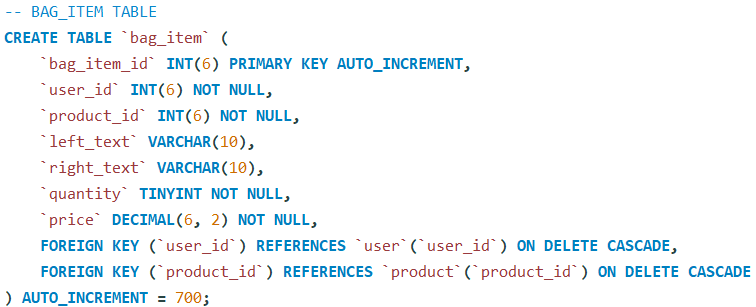 -- BAG_ITEM TABLE
CREATE TABLE `bag_item` (
    `bag_item_id` INT(6) PRIMARY KEY AUTO_INCREMENT,
    `user_id` INT(6) NOT NULL,
    `product_id` INT(6) NOT NULL,
    `left_text` VARCHAR(10),
    `right_text` VARCHAR(10),
    `quantity` TINYINT NOT NULL,
    `price` DECIMAL(6, 2) NOT NULL,
    FOREIGN KEY (`user_id`) REFERENCES `user`(`user_id`) ON DELETE CASCADE,
    FOREIGN KEY (`product_id`) REFERENCES `product`(`product_id`) ON DELETE CASCADE
) AUTO_INCREMENT = 700;